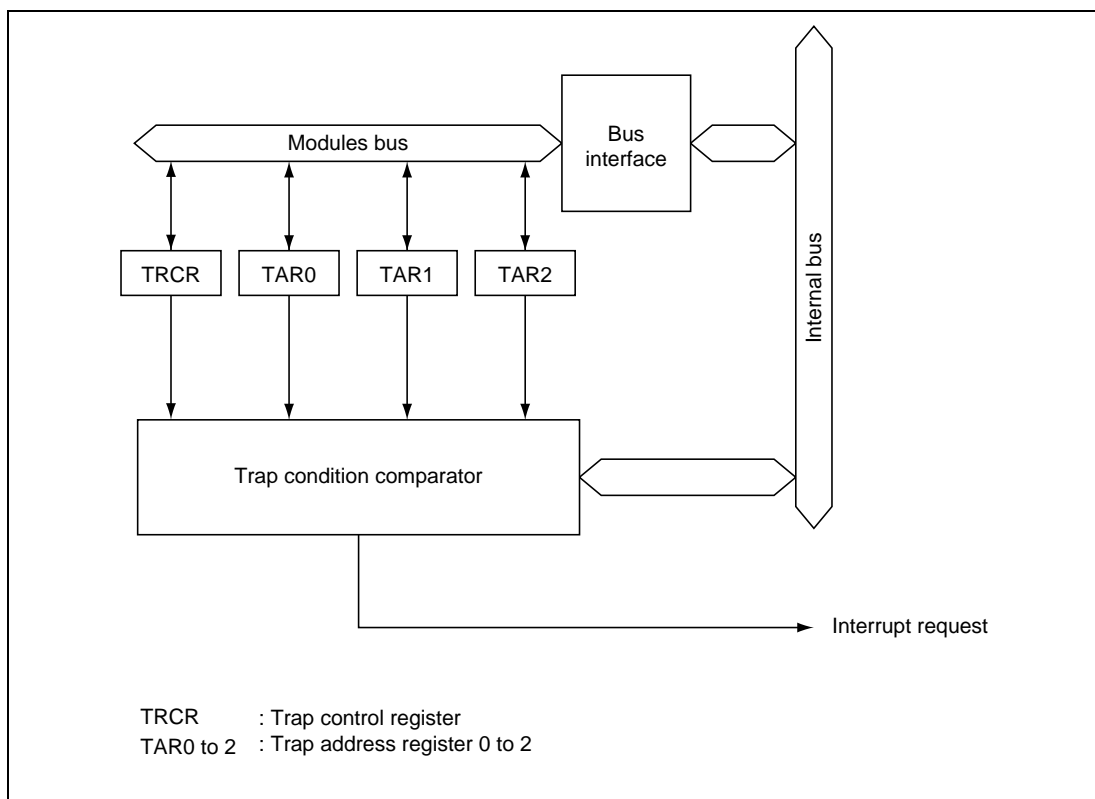 Modules bus
Bus
interface
Internal bus
TRCR
TAR0
TAR1
TAR2
Trap condition comparator
Interrupt request
TRCR : Trap control register
TAR0 to 2 : Trap address register 0 to 2